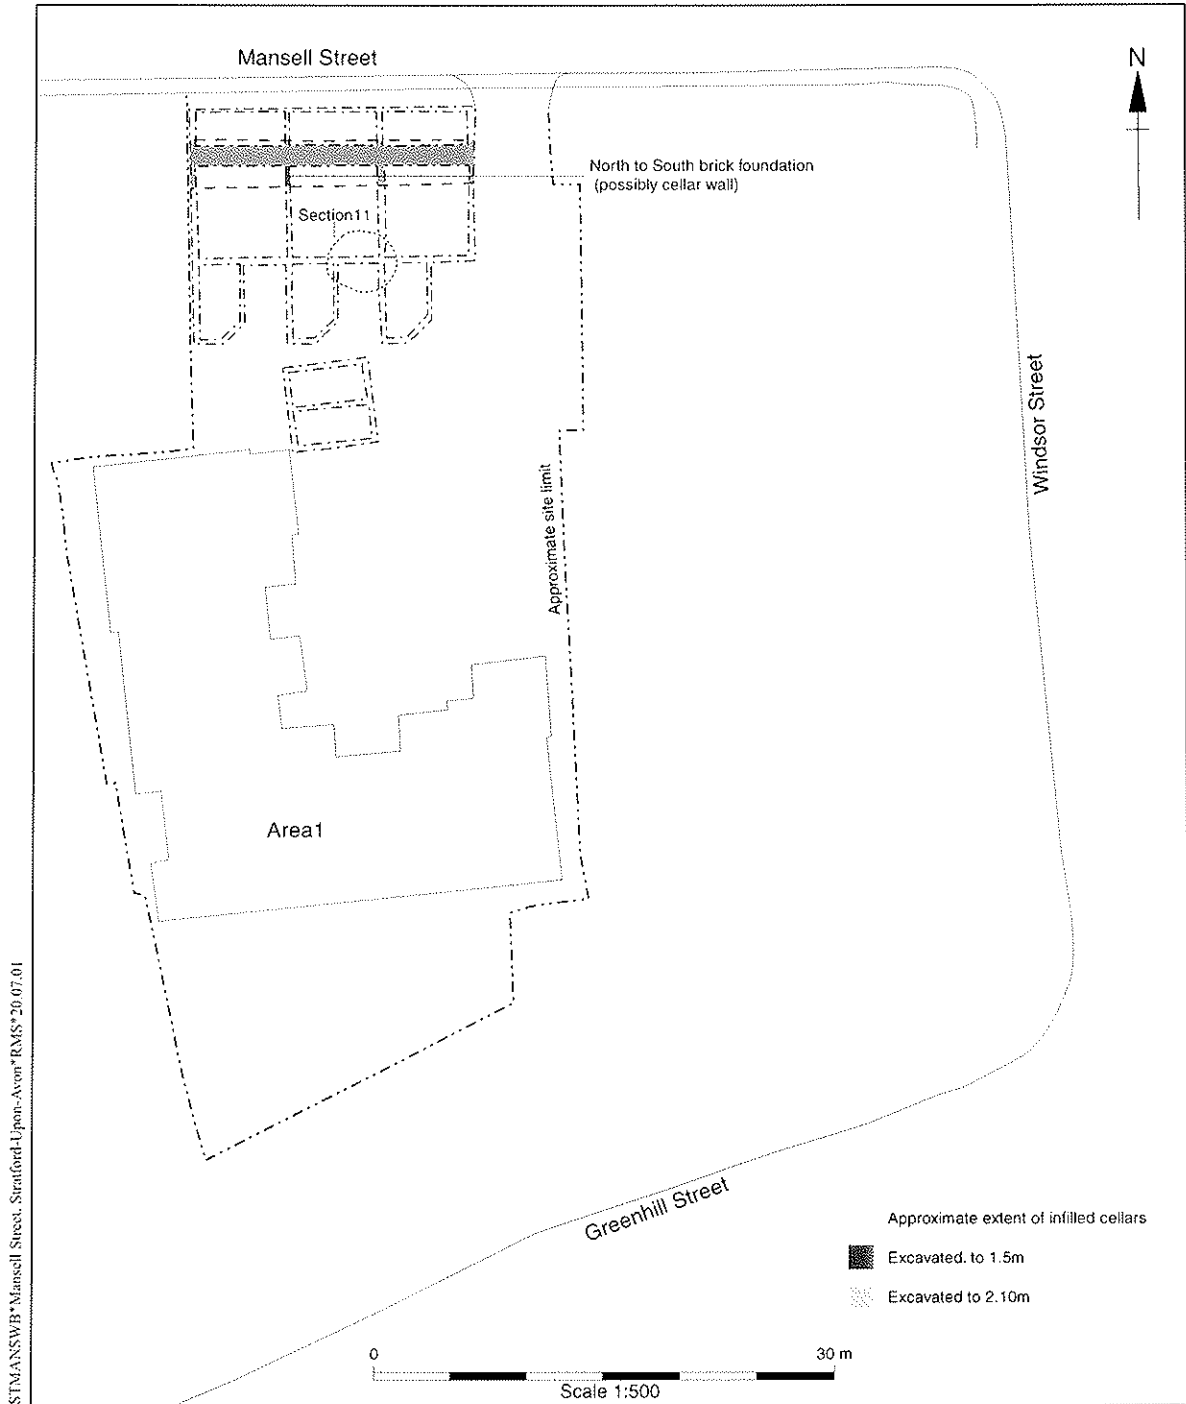 Mansell Street
N
North to South brick foundation
(possibly cellar wall)
Section11
Windsor Street
Approximate site limit
Area1
Greenhill Street
Approximate extent of infilled cellars
Excavated. to 1.5m
Excavated to 2.10m
0 30 m
Scale 1:500
STMANSWB*Mansell Street, Stratford-Upon-Avon*RMS*20.07.01